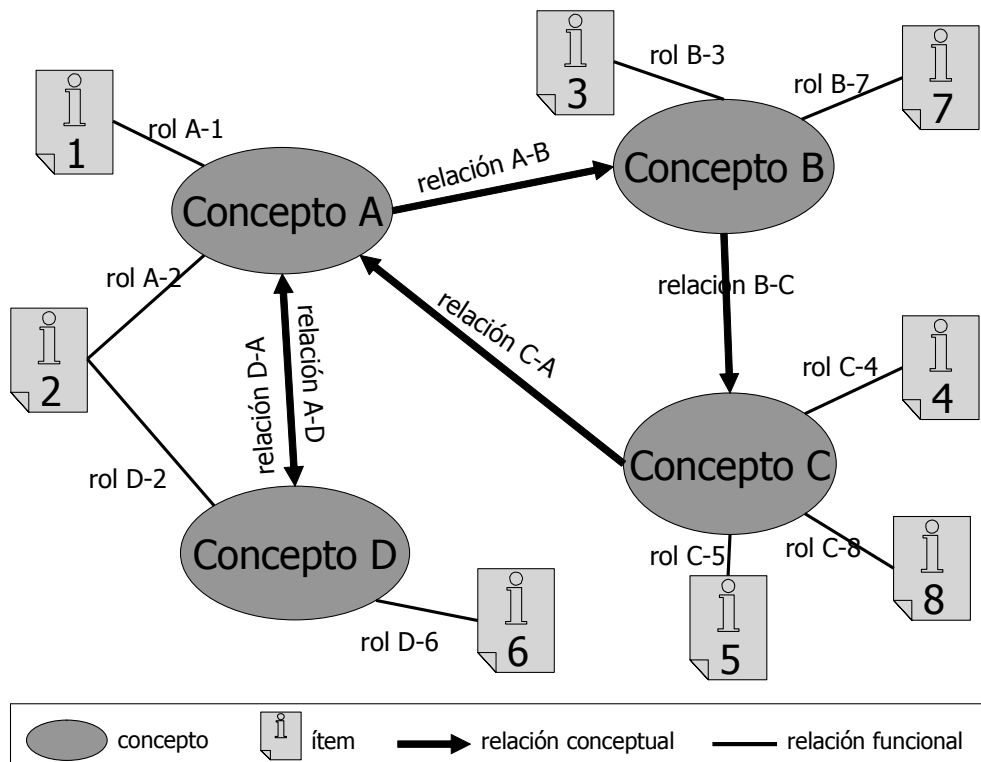 i
3
rol B-3
i
7
rol B-7
i
1
rol A-1
Concepto A
relación A-B
Concepto B
rol A-2
i
2
relación D-A
relación A-D
relación C-A
relación B-C
rol C-4
i
4
rol D-2
Concepto C
Concepto D
rol C-5
rol C-8
i
8
rol D-6
i
6
i
5
i
concepto
ítem
relación conceptual
relación funcional